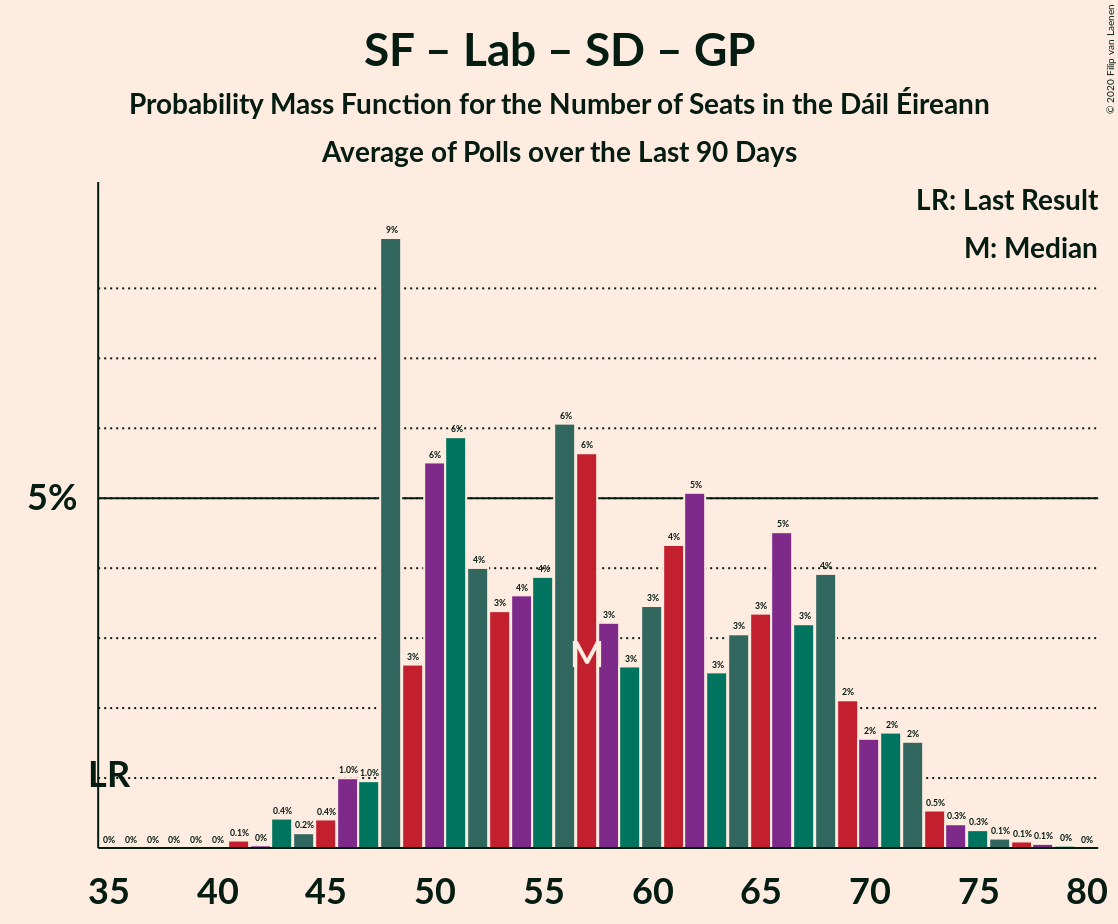 SF – Lab – SD – GP
Probability Mass Function for the Number of Seats in the Dáil Éireann
Average of Polls over the Last 90 Days
© 2020 Filip van Laenen
LR: Last Result
M: Median
5%
LR
M
0% 0% 0% 0% 0% 0% 0.1% 0% 0.4% 0.2% 0.4% 1.0% 1.0% 9% 3% 6% 6% 4% 3% 4% 4% 6% 6% 3% 3% 3% 4% 5% 3% 3% 3% 5% 3% 4% 2% 2% 2% 2% 0.5% 0.3% 0.3% 0.1% 0.1% 0.1% 0% 0%
35 40 45 50 55 60 65 70 75 80